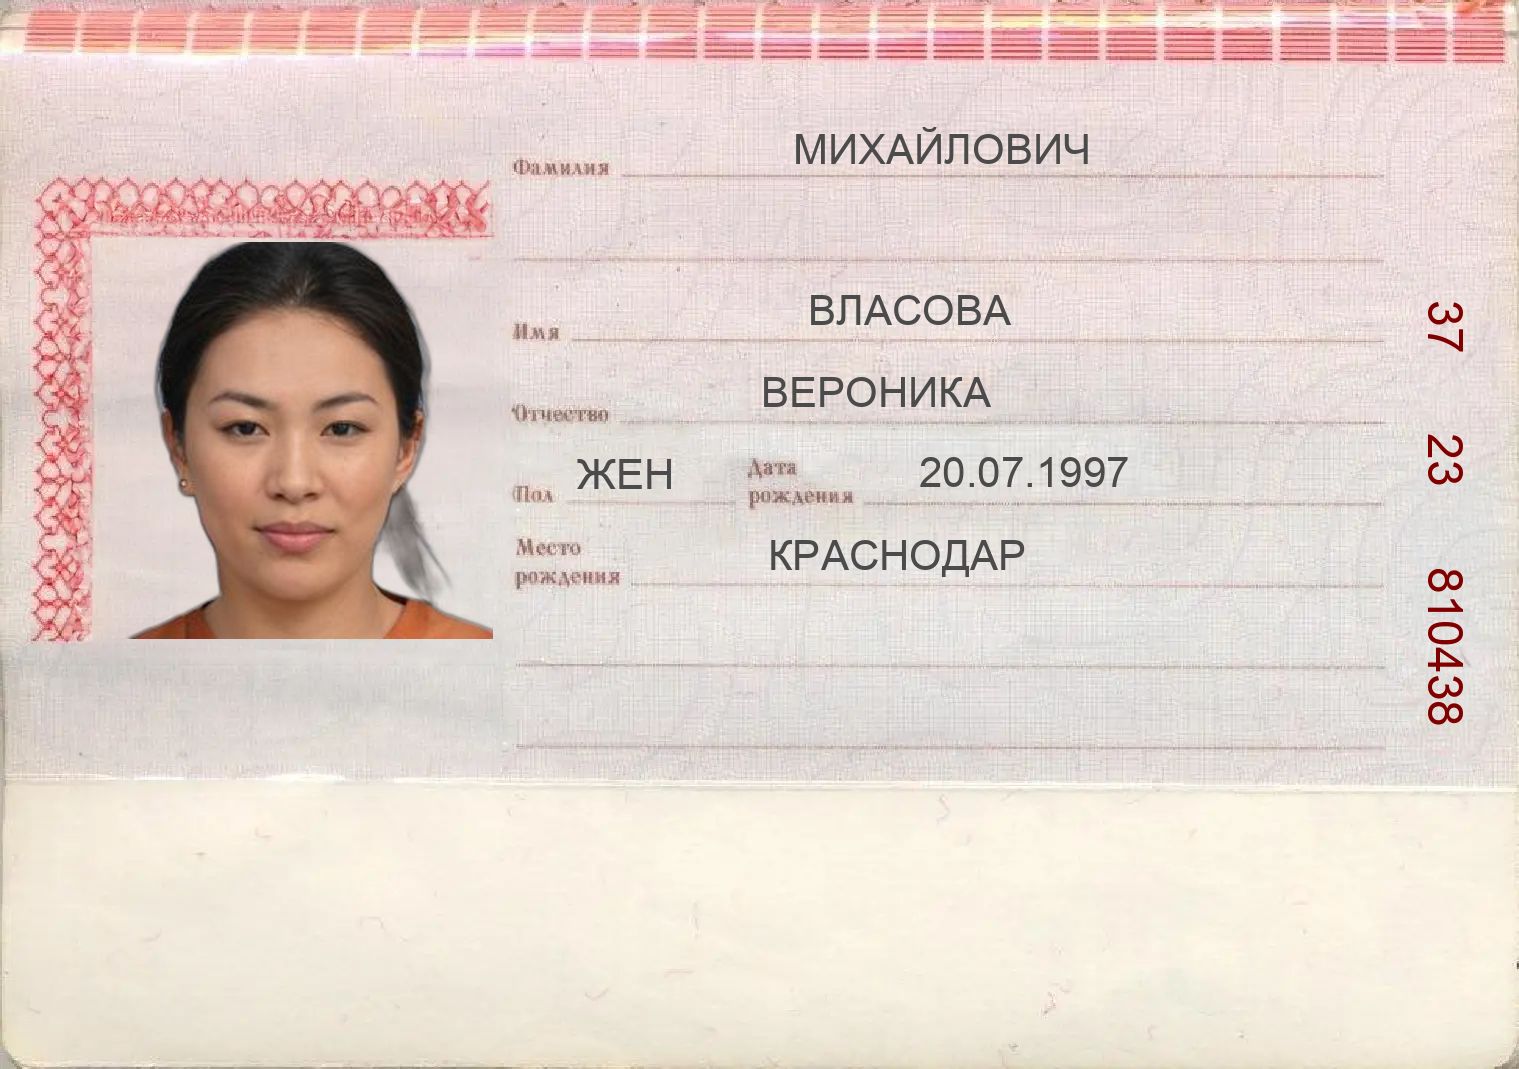 Фамилия МИХАЙЛОВИЧ
Имя ВЛАСОВА
Отчество ВЕРОНИКА
Пол ЖЕН Дата рождения 20.07.1997
Место рождения КРАСНОДАР
37 23 810438